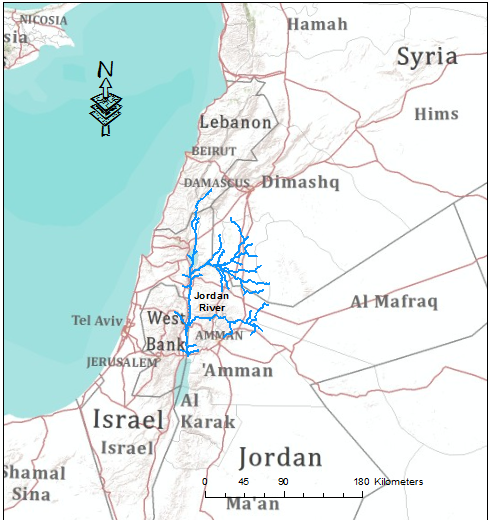 NICOSIA
sia
Hamah
Syria
N
Hims
Lebanon
BEIRUT
DAMASCUS Dimashq
Jordan
River
Al Mafraq
Tel Aviv
West
Bank
AMMAN
JERUSALEM
'Amman
Al
Karak
Israel
Israel
Jordan
Shamal
Sina
0 45 90 180 Kilometers
Ma'an